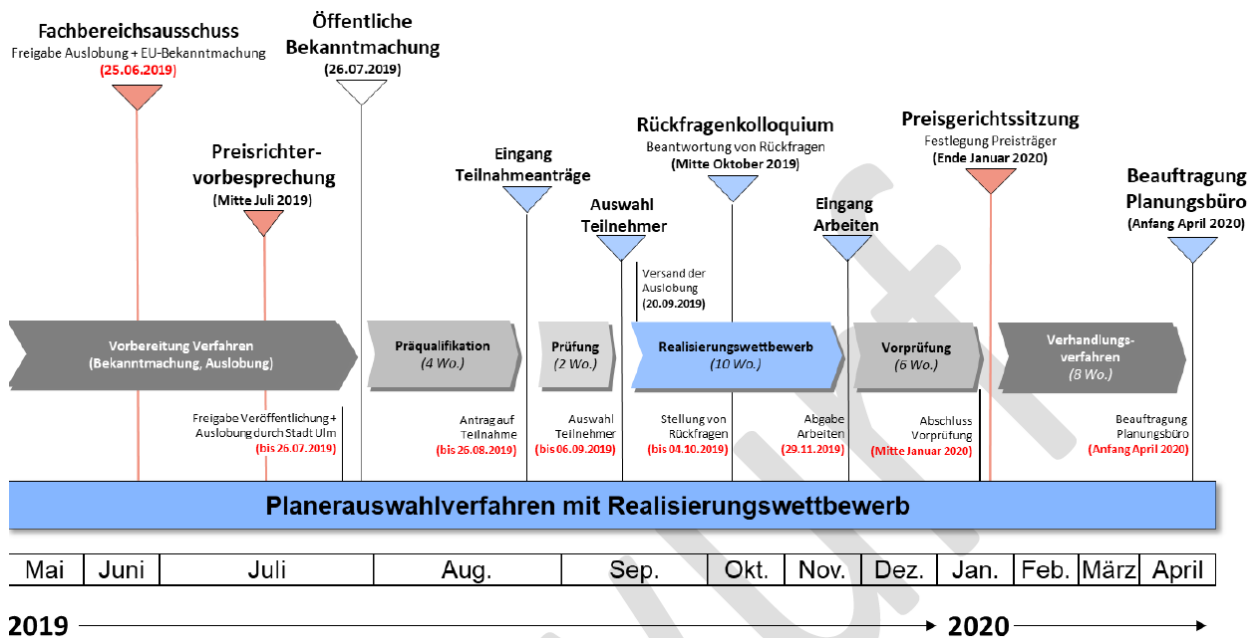 Fachbereichsausschuss
Freigabe Auslobung + EU-Bekanntmachung
(25.06.2019)
Öffentliche
Bekanntmachung
(26.07.2019)
Preisrichter-
vorbesprechung
(Mitte Juli 2019)
Eingang
Teilnahmeanträge
Auswahl
Teilnehmer
Rückfragenkolloquium
Beantwortung von Rückfragen
(Mitte Oktober 2019)
Eingang
Arbeiten
Preisgerichtssitzung
Festlegung Preisträger
(Ende Januar 2020)
Beauftragung
Planungsbüro
(Anfang April 2020)
Versand der
Auslobung
(20.09.2019)
Vorbereitung Verfahren
(Bekanntmachung, Auslobung)
Präqualifikation
(4 Wo.)
Prüfung
(2 Wo.)
Realisierungswettbewerb
(10 Wo.)
Vorprüfung
(6 Wo.)
Verhandlungs-
verfahren
(8 Wo.)
Freigabe Veröffentlichung +
Auslobung durch Stadt Ulm
(bis 26.07.2019)
Antrag auf
Teilnahme
(bis 26.08.2019)
Auswahl
Teilnehmer
(bis 06.09.2019)
Stellung von
Rückfragen
(bis 04.10.2019)
Abgabe
Arbeiten
(29.11.2019)
Abschluss
Vorprüfung
(Mitte Januar 2020)
Beauftragung
Planungsbüro
(Anfang April 2020)
Planerauswahlverfahren mit Realisierungswettbewerb
Mai Juni Juli Aug. Sep. Okt. Nov. Dez. Jan. Feb. März April
2019 2020